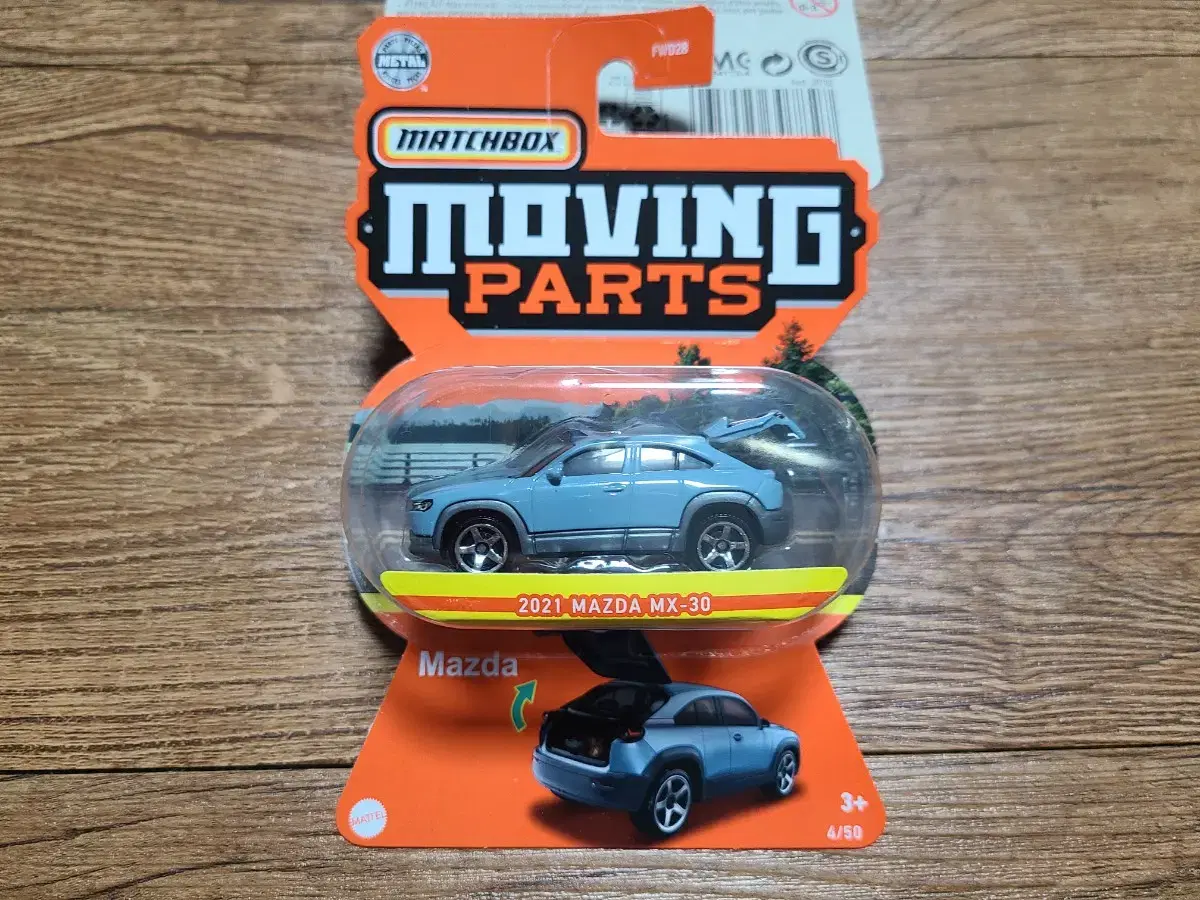 METAL
FWD28
MATCHBOX
MOVING
PARTS
2021 MAZDA MX-30
Mazda
MATTEL
3+
4/50